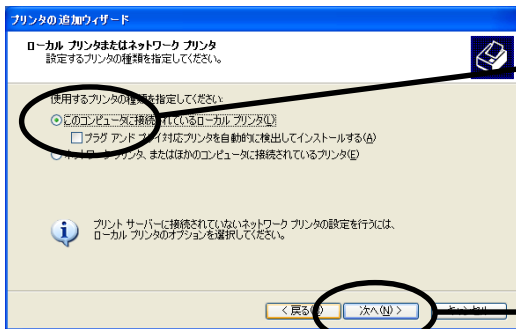 プリンタの追加ウィザード
ローカル プリンタまたはネットワーク プリンタ
設定するプリンタの種類を指定してください。
使用するプリンタの種類を指定してください:
このコンピュータに接続されているローカル プリンタ(L)
プラグ アンド プレイ対応プリンタを自動的に検出してインストールする(A)
ネットワーク プリンタ、またはほかのコンピュータに接続されているプリンタ(E)
プリント サーバーに接続されていないネットワーク プリンタの設定を行うには、
ローカル プリンタのオプションを選択してください。
< 戻る(B) 次へ(N) > キャンセル